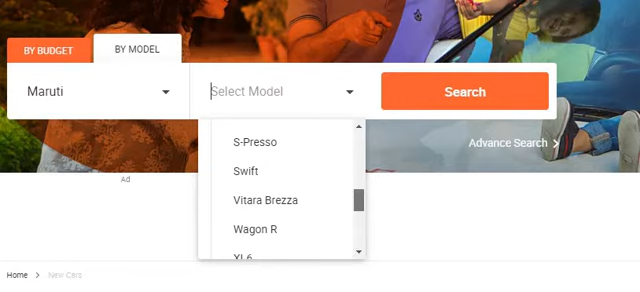 BY BUDGET
BY MODEL
Maruti
Select Model
Search
S-Presso
Swift
Vitara Brezza
Wagon R
XL6
Advance Search
Ad
Home > New Cars